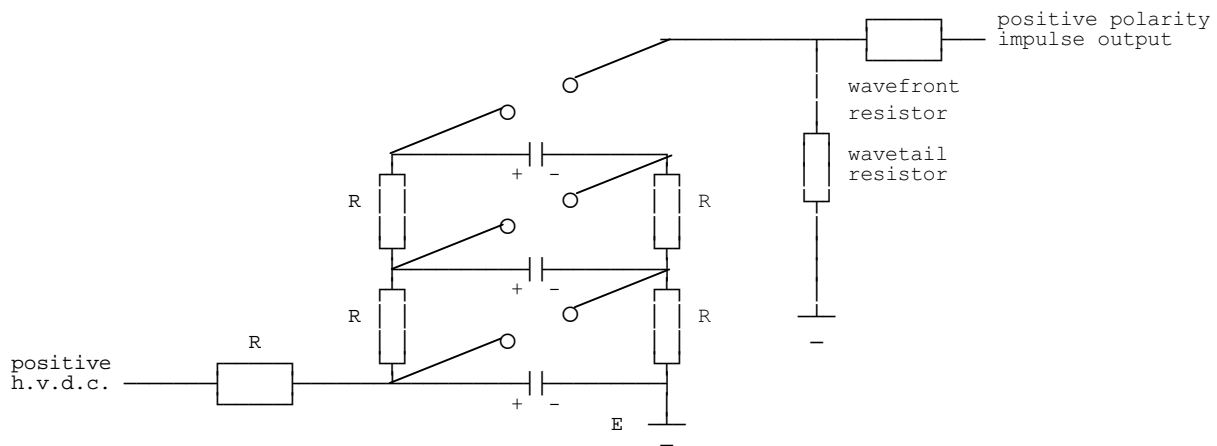 positive polarity
impulse output
wavefront
resistor
wavetail
resistor
+ -
R
R
+ -
R
R
R
positive
h.v.d.c.
+ -
E